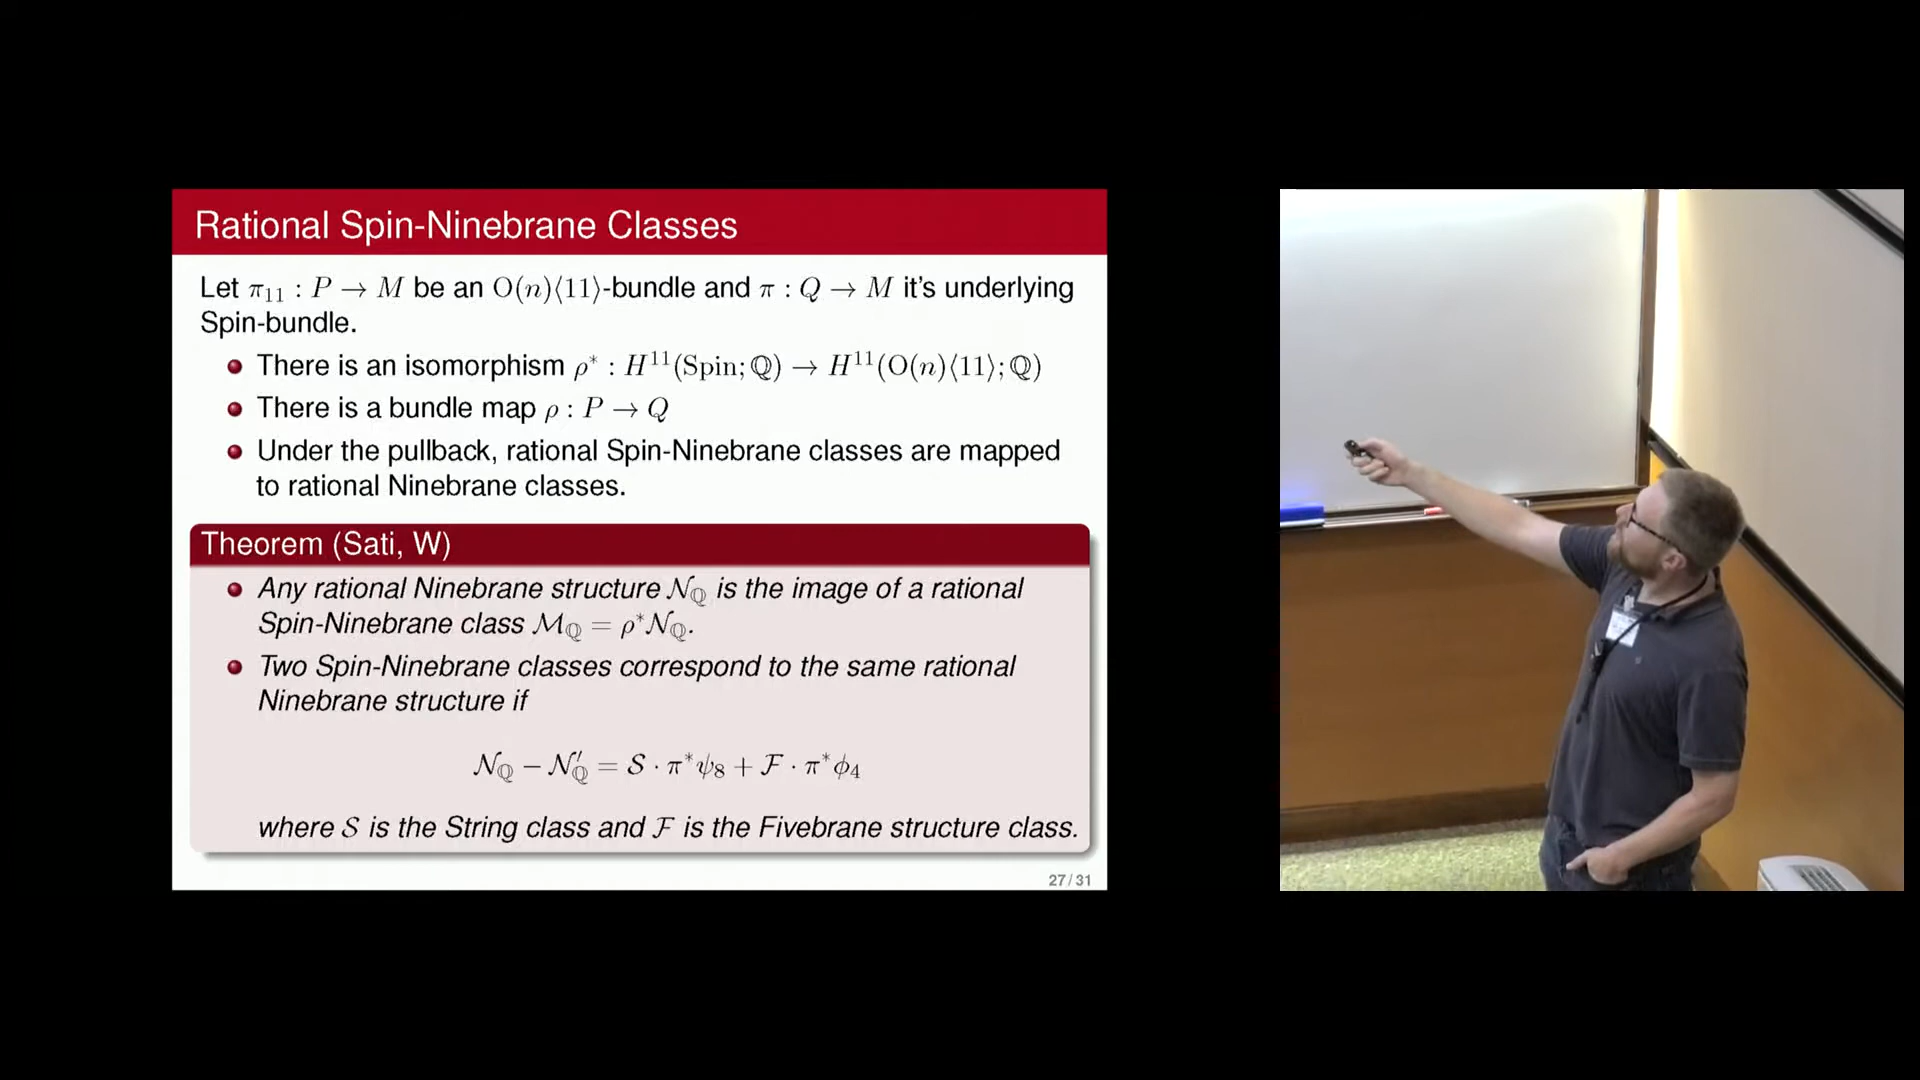 Rational Spin-Ninebrane Classes
Let π₁₁ : P → M be an O(n)⟨11⟩-bundle and π : Q → M it's underlying
Spin-bundle.
There is an isomorphism ρ* : H¹¹(Spin; ℚ) → H¹¹(O(n)⟨11⟩; ℚ)
There is a bundle map ρ : P → Q
Under the pullback, rational Spin-Ninebrane classes are mapped
to rational Ninebrane classes.
Theorem (Sati, W)
Any rational Ninebrane structure 𝒩_ℚ is the image of a rational
Spin-Ninebrane class ℳ_ℚ = ρ*𝒩_ℚ.
Two Spin-Ninebrane classes correspond to the same rational
Ninebrane structure if
𝒩_ℚ − 𝒩′_ℚ = 𝒮 · π*ψ₈ + ℱ · π*ϕ₄
where 𝒮 is the String class and ℱ is the Fivebrane structure class.
27 / 31